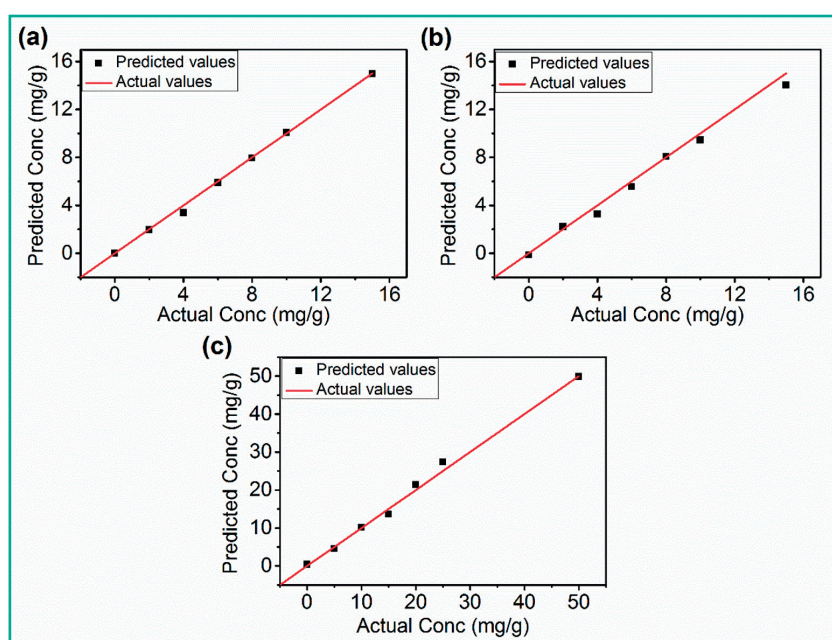 (a)
Predicted values
Actual values
16
12
8
4
0
Predicted Conc (mg/g)
0 4 8 12 16
Actual Conc (mg/g)
(b)
Predicted values
Actual values
16
12
8
4
0
Predicted Conc (mg/g)
0 4 8 12 16
Actual Conc (mg/g)
(c)
Predicted values
Actual values
50
40
30
20
10
0
Predicted Conc (mg/g)
0 10 20 30 40 50
Actual Conc (mg/g)